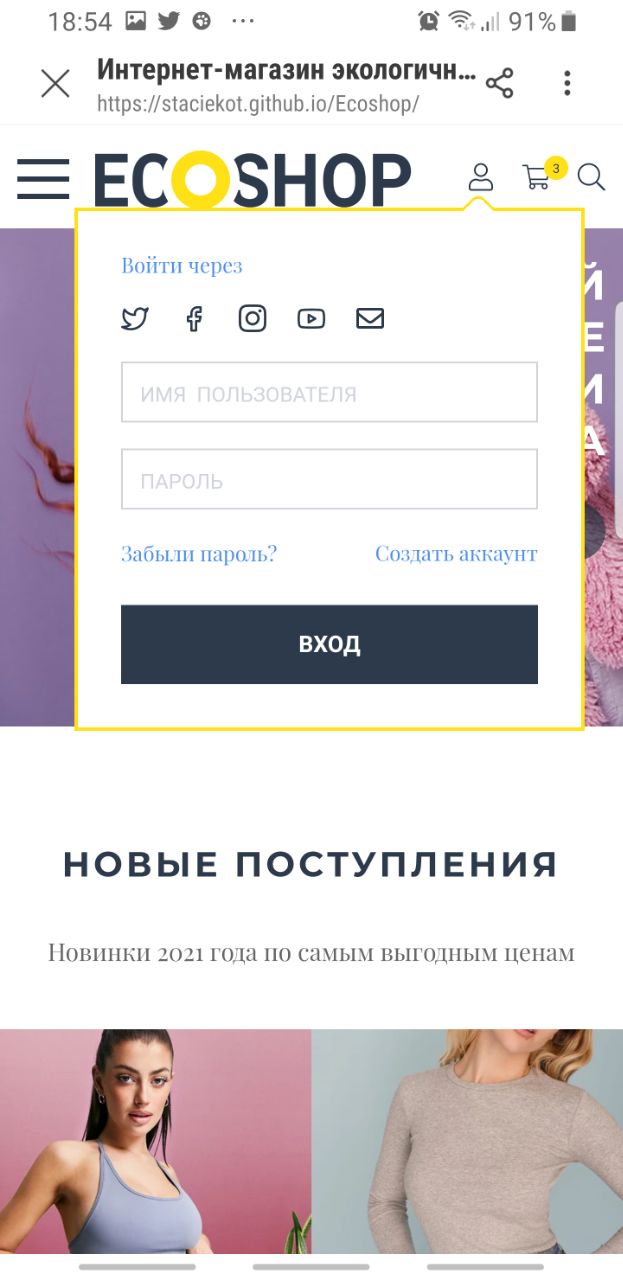 18:54
91%
Интернет-магазин экологичн...
https://staciekot.github.io/Ecoshop/
ECOSHOP
3
Войти через
Й
Е
И
А
ИМЯ ПОЛЬЗОВАТЕЛЯ
ПАРОЛЬ
Забыли пароль?
Создать аккаунт
ВХОД
НОВЫЕ ПОСТУПЛЕНИЯ
Новинки 2021 года по самым выгодным ценам